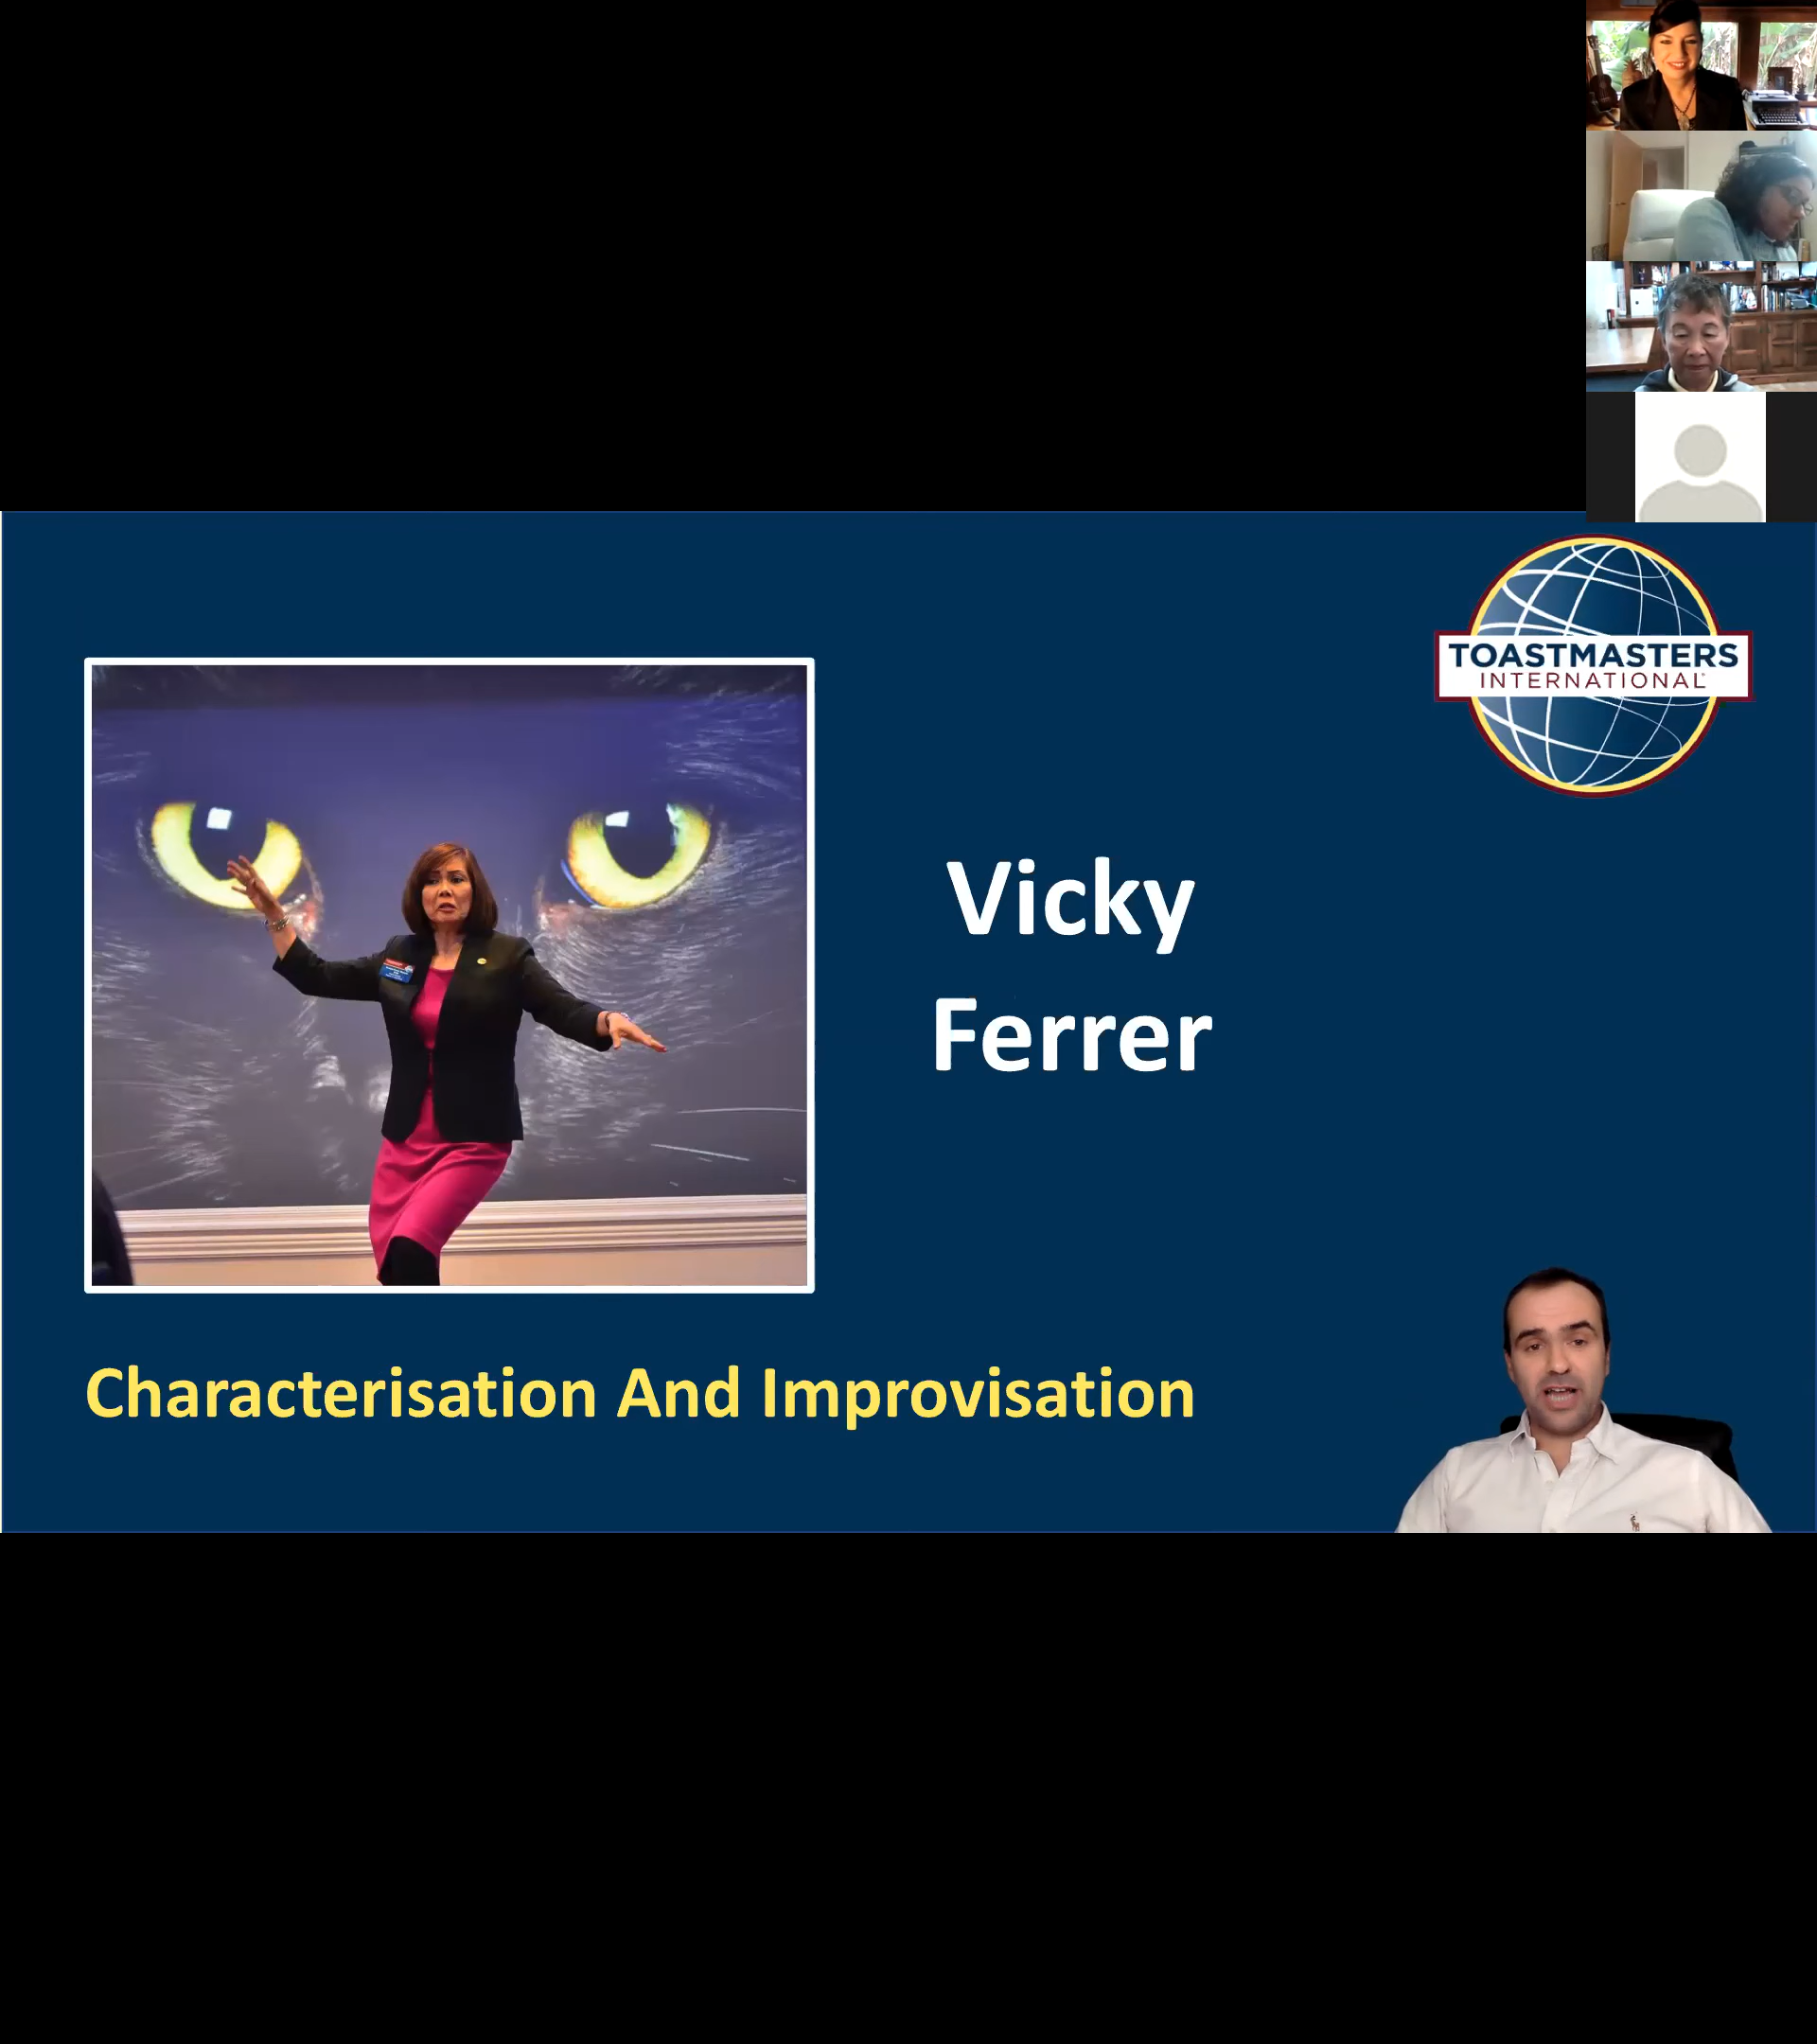 TOASTMASTERS
INTERNATIONAL
Vicky
Ferrer
Characterisation And Improvisation